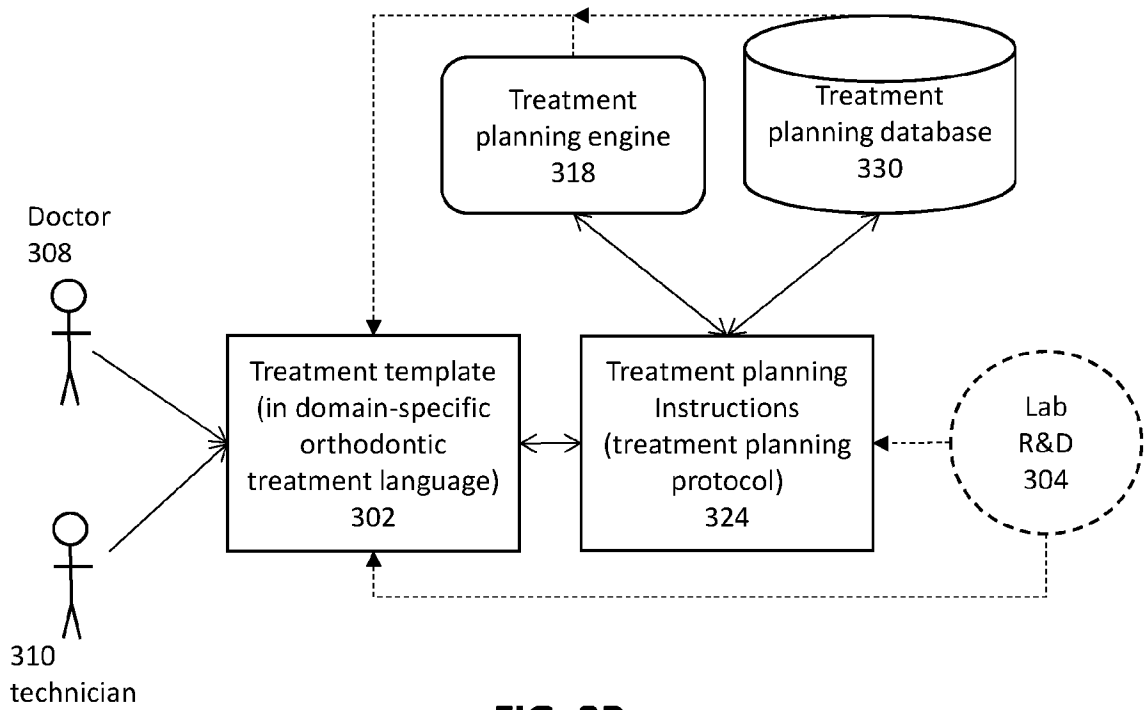 Treatment
planning engine
318
Treatment
planning database
330
Doctor
308
Treatment template
(in domain-specific
orthodontic
treatment language)
302
Treatment planning
Instructions
(treatment planning
protocol)
324
Lab
R&D
304
310
technician